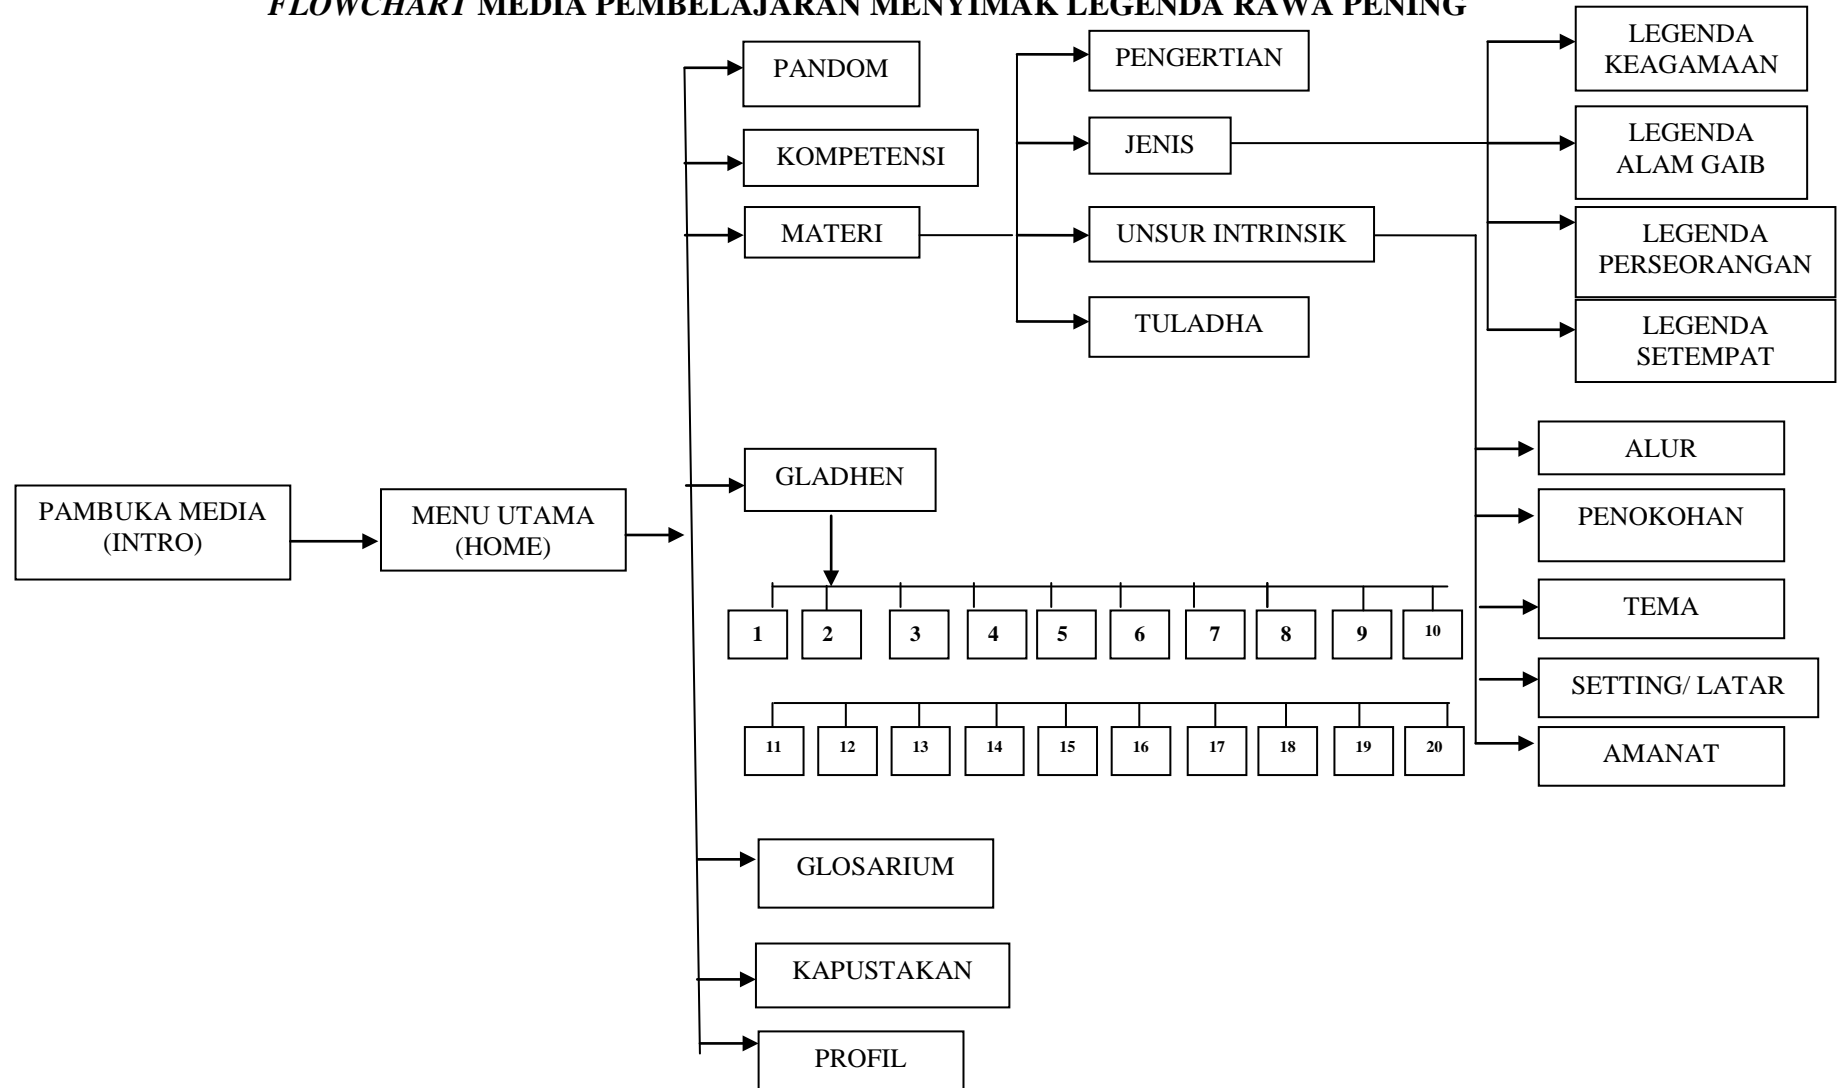 FLOWCHART MEDIA PEMBELAJARAN MENYIMAK LEGENDA RAWA PENING
PAMBUKA MEDIA
(INTRO)
MENU UTAMA
(HOME)
PANDOM
KOMPETENSI
MATERI
PENGERTIAN
JENIS
UNSUR INTRINSIK
TULADHA
LEGENDA
KEAGAMAAN
LEGENDA
ALAM GAIB
LEGENDA
PERSEORANGAN
LEGENDA
SETEMPAT
ALUR
PENOKOHAN
TEMA
SETTING/ LATAR
AMANAT
GLADHEN
1 2 3 4 5 6 7 8 9 10
11 12 13 14 15 16 17 18 19 20
GLOSARIUM
KAPUSTAKAN
PROFIL